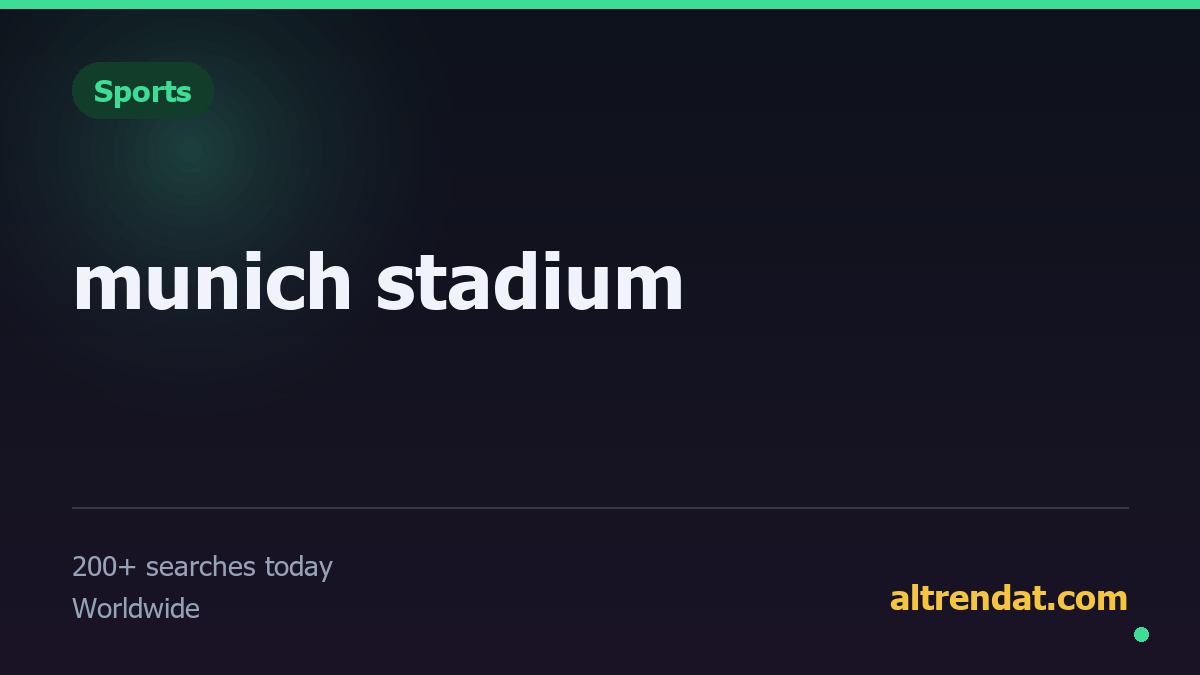 Sports
munich stadium
200+ searches today
Worldwide
altrendat.com